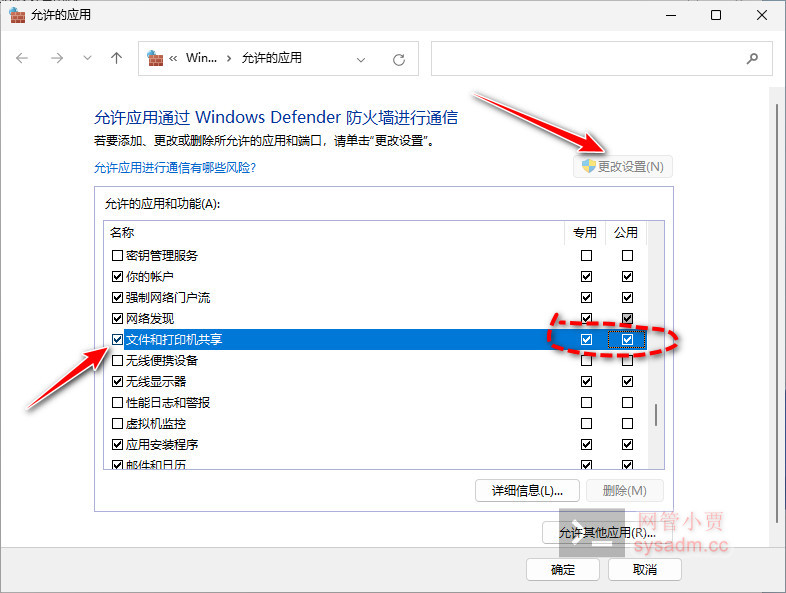 允许的应用
« Win... › 允许的应用
允许应用通过 Windows Defender 防火墙进行通信
若要添加、更改或删除所允许的应用和端口，请单击"更改设置"。
允许应用进行通信有哪些风险?
更改设置(N)
允许的应用和功能(A):
名称 专用 公用
密钥管理服务
你的帐户
强制网络门户流
网络发现
文件和打印机共享
无线便携设备
无线显示器
性能日志和警报
虚拟机监控
应用安装程序
邮件和日历
详细信息(L)... 删除(M)
允许其他应用(R)...
网管小贾
sysadm.cc
确定 取消